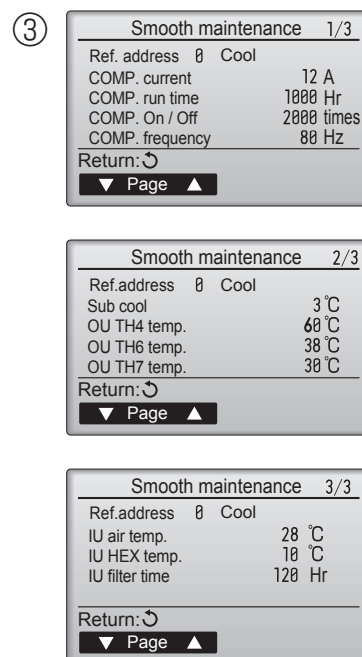 ③
Smooth maintenance 1/3
Ref. address 0 Cool
COMP. current 12 A
COMP. run time 1000 Hr
COMP. On / Off 2000 times
COMP. frequency 80 Hz
Return:
▼ Page ▲
Smooth maintenance 2/3
Ref.address 0 Cool
Sub cool 3 ℃
OU TH4 temp. 60 ℃
OU TH6 temp. 38 ℃
OU TH7 temp. 30 ℃
Return:
▼ Page ▲
Smooth maintenance 3/3
Ref.address 0 Cool
IU air temp. 28 ℃
IU HEX temp. 10 ℃
IU filter time 120 Hr
Return:
▼ Page ▲